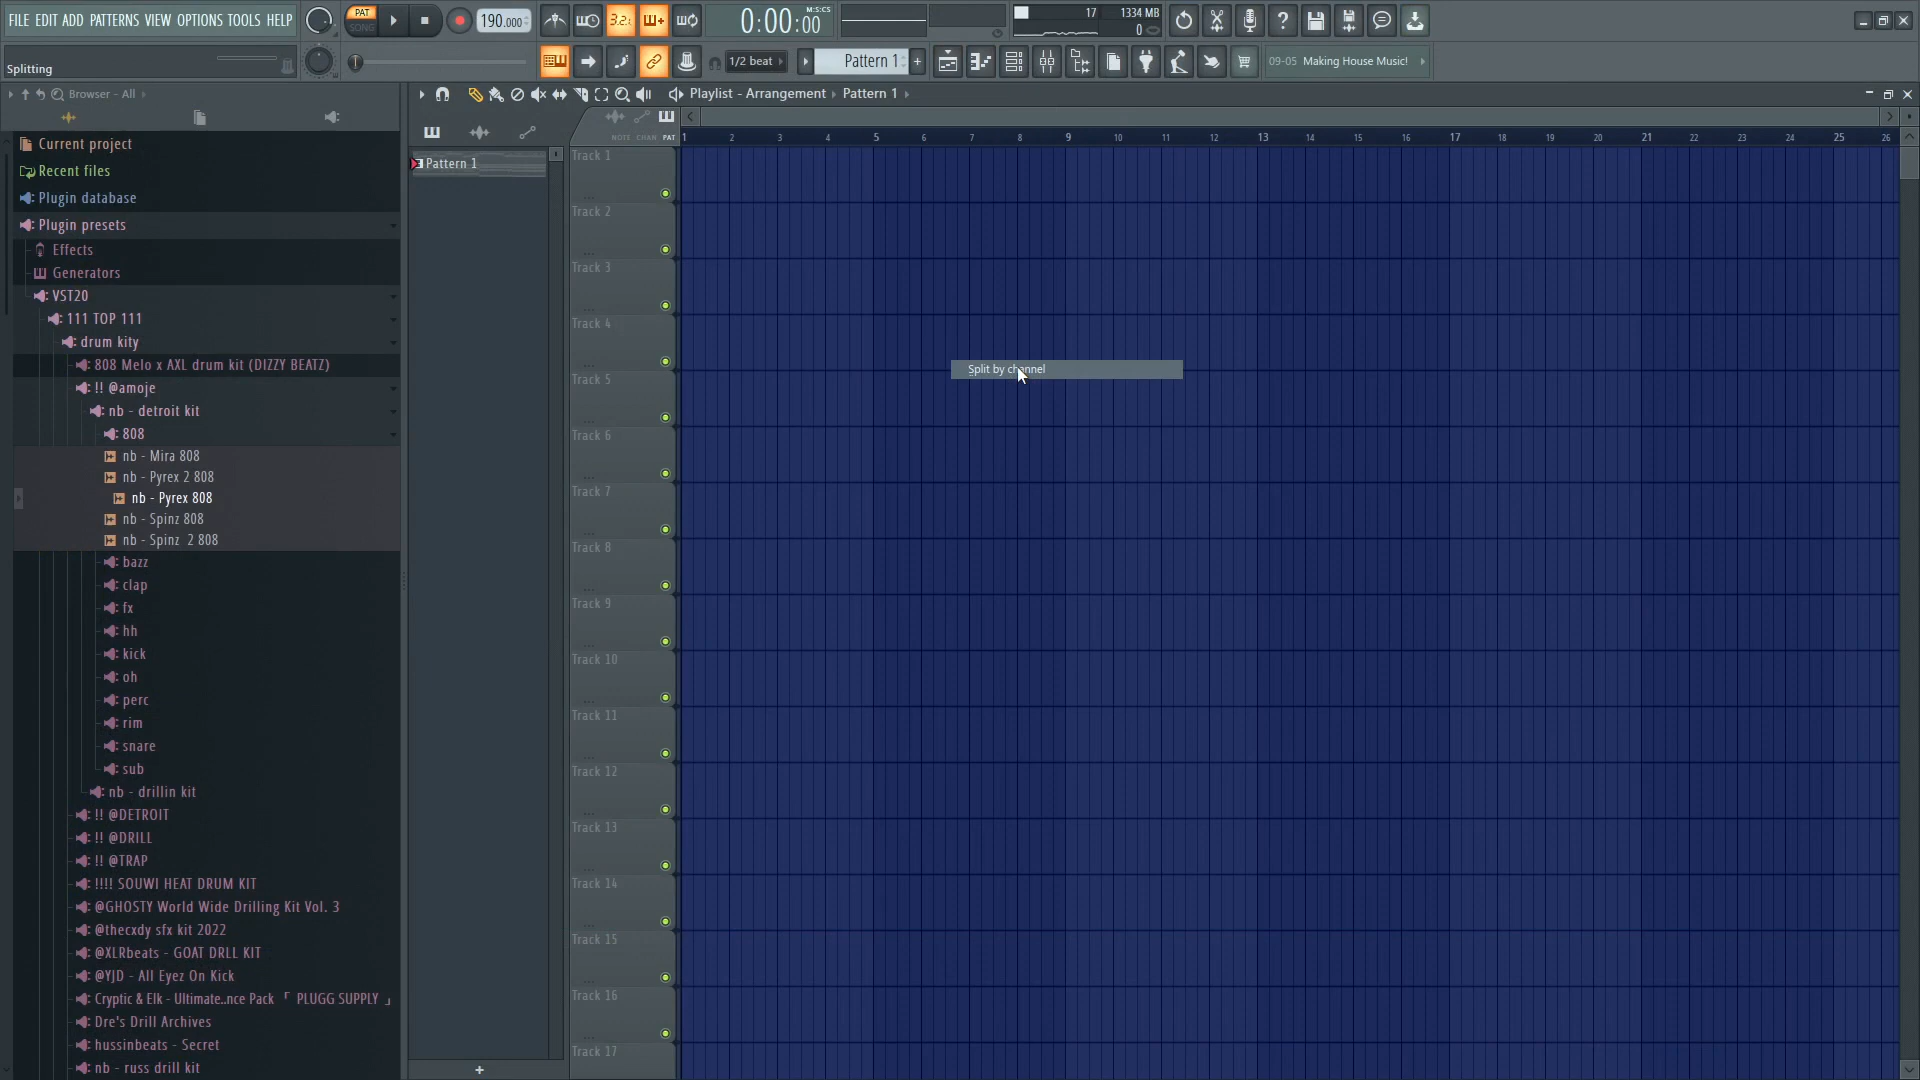 FILE EDIT ADD PATTERNS VIEW OPTIONS TOOLS HELP
PAT
SONG
190.000
3.2.
0:00:00
M:S:CS
17
1334 MB
0
Splitting
1/2 beat
Pattern 1
+
09-05 Making House Music!
Browser - All
Playlist - Arrangement
Pattern 1
NOTE CHAN PAT
1 2 3 4 5 6 7 8 9 10 11 12 13 14 15 16 17 18 19 20 21 22 23 24 25 26
Current project
Recent files
Plugin database
Plugin presets
Effects
Generators
VST20
111 TOP 111
drum kity
808 Melo x AXL drum kit (DIZZY BEATZ)
!! @amoje
nb - detroit kit
808
nb - Mira 808
nb - Pyrex 2 808
nb - Pyrex 808
nb - Spinz 808
nb - Spinz 2 808
bazz
clap
fx
hh
kick
oh
perc
rim
snare
sub
nb - drillin kit
!! @DETROIT
!! @DRILL
!! @TRAP
!!!! SOUWI HEAT DRUM KIT
@GHOSTY World Wide Drilling Kit Vol. 3
@thecxdy sfx kit 2022
@XLRbeats - GOAT DRLL KIT
@YJD - All Eyez On Kick
Cryptic & Elk - Ultimate..nce Pack 「 PLUGG SUPPLY 」
Dre's Drill Archives
hussinbeats - Secret
nb - russ drill kit
Pattern 1
+
Track 1
Track 2
Track 3
Track 4
Track 5
Track 6
Track 7
Track 8
Track 9
Track 10
Track 11
Track 12
Track 13
Track 14
Track 15
Track 16
Track 17
Split by channel